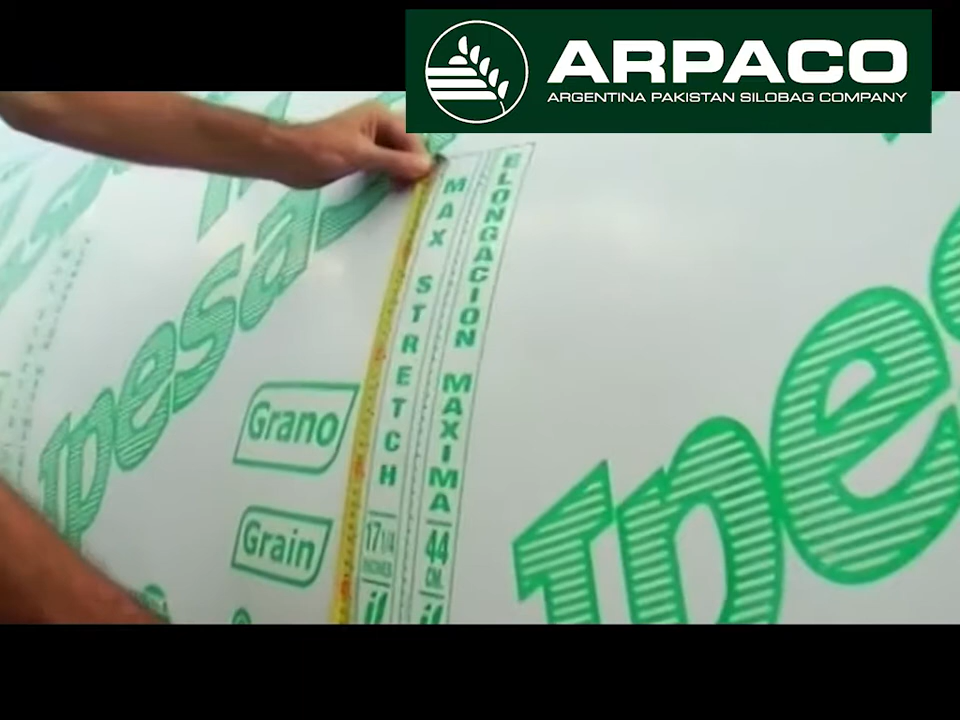 ARPACO
ARGENTINA PAKISTAN SILOBAG COMPANY
MAX STRETCH
17 1/4
INCHES
ELONGACION MAXIMA
44
CM.
Grano
Grain